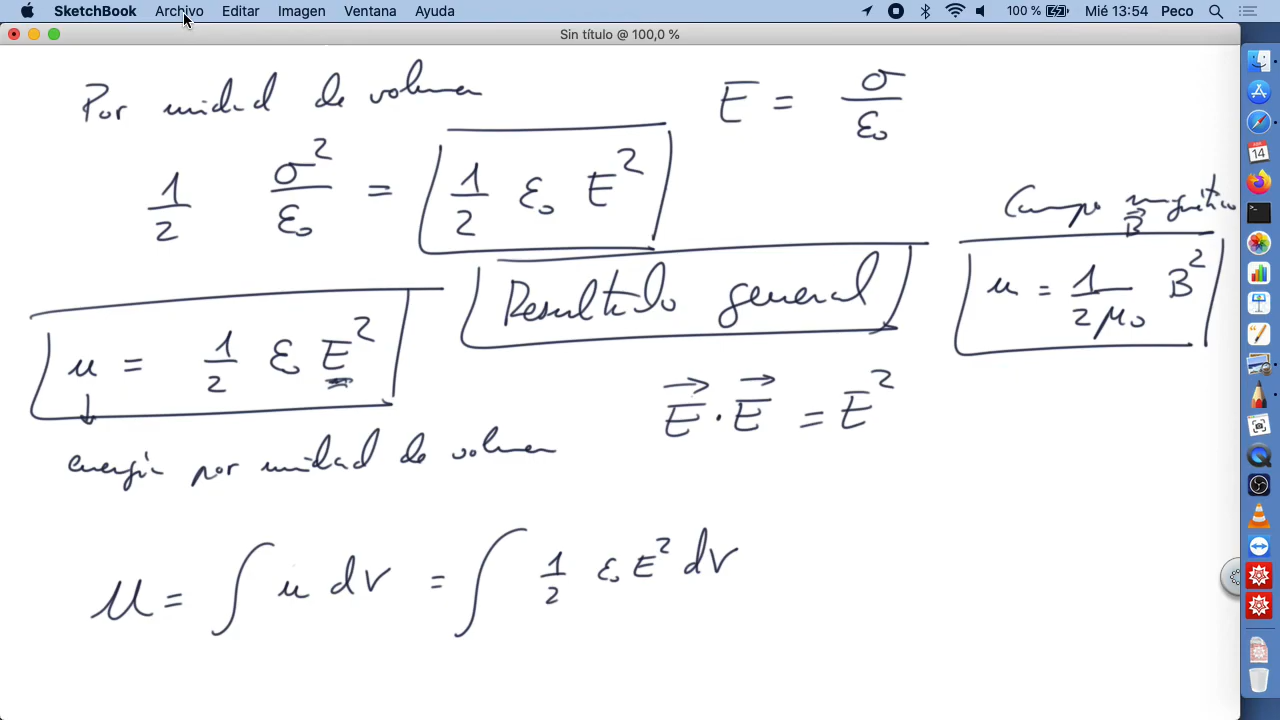 SketchBook Archivo Editar Imagen Ventana Ayuda 100 % Mié 13:54 Peco
Sin título @ 100,0 %
Por unidad de volumen
E = σ/ε₀
1/2 σ²/ε₀ = 1/2 ε₀ E²
Campo magnético
B⃗
Resultado general
u = 1/(2μ₀) B²
u = 1/2 ε₀ E²
E⃗ · E⃗ = E²
energía por unidad de volumen
U = ∫ u dV = ∫ 1/2 ε₀ E² dV
14